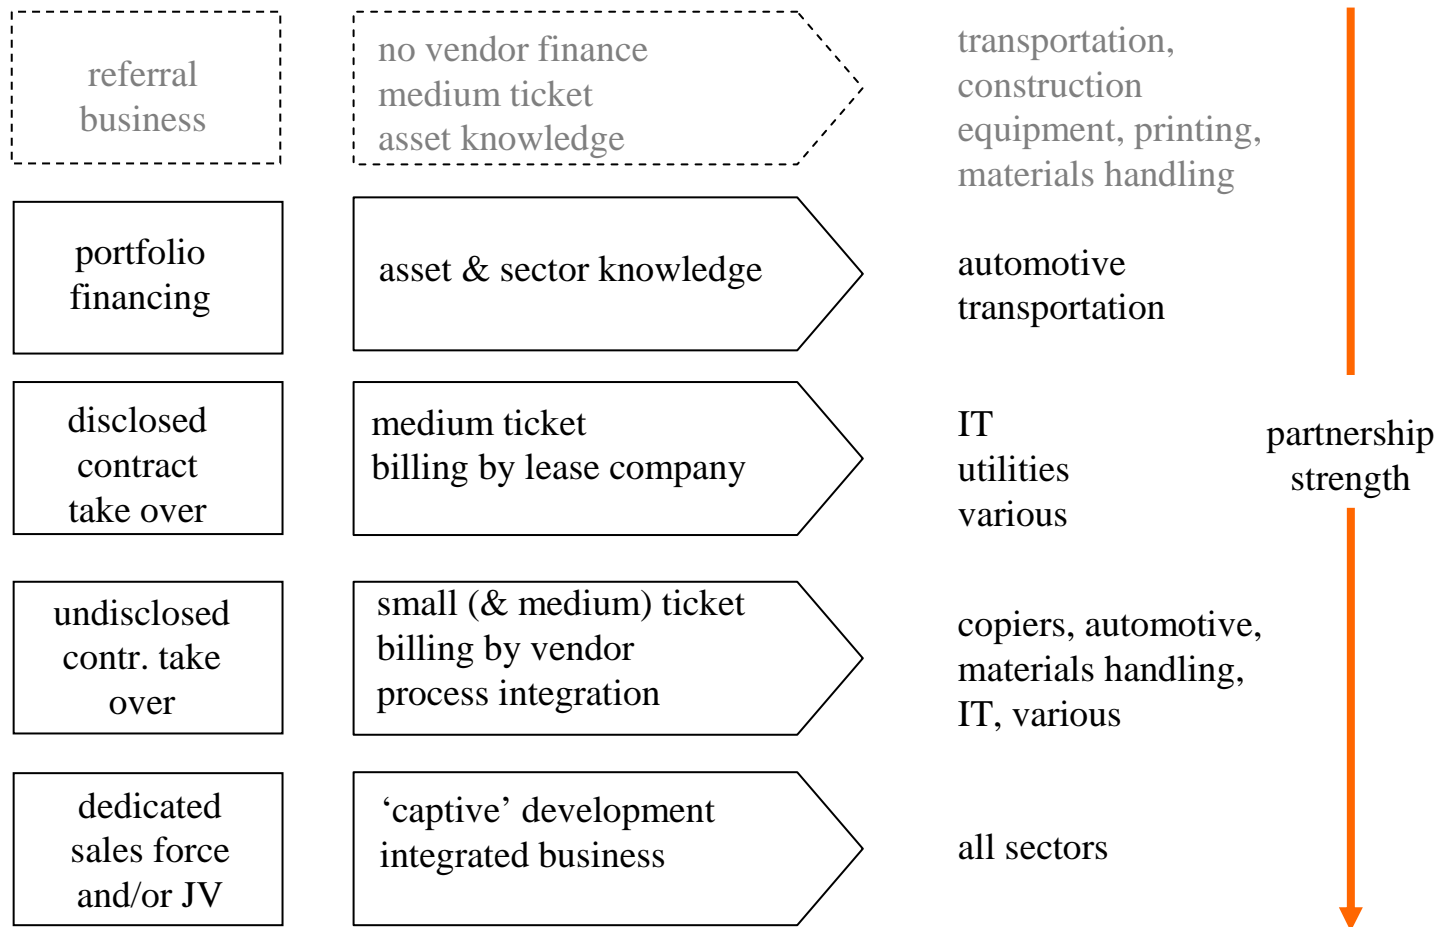 referral
business
no vendor finance
medium ticket
asset knowledge
transportation,
construction
equipment, printing,
materials handling
portfolio
financing
asset & sector knowledge
automotive
transportation
disclosed
contract
take over
medium ticket
billing by lease company
IT
utilities
various
partnership
strength
undisclosed
contr. take
over
small (& medium) ticket
billing by vendor
process integration
copiers, automotive,
materials handling,
IT, various
dedicated
sales force
and/or JV
‘captive’ development
integrated business
all sectors